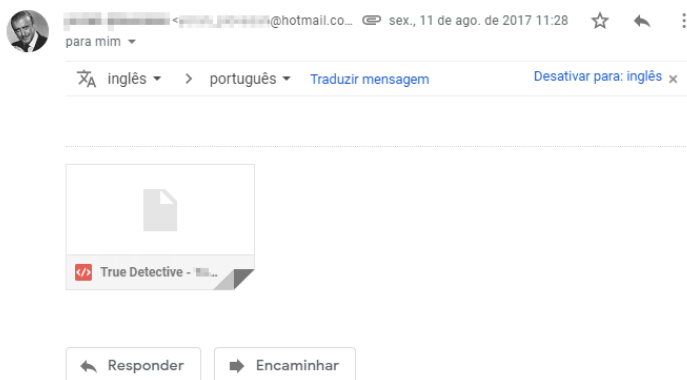 @hotmail.co... sex., 11 de ago. de 2017 11:28
para mim
inglês > português Traduzir mensagem Desativar para: inglês ×
True Detective -
Responder Encaminhar